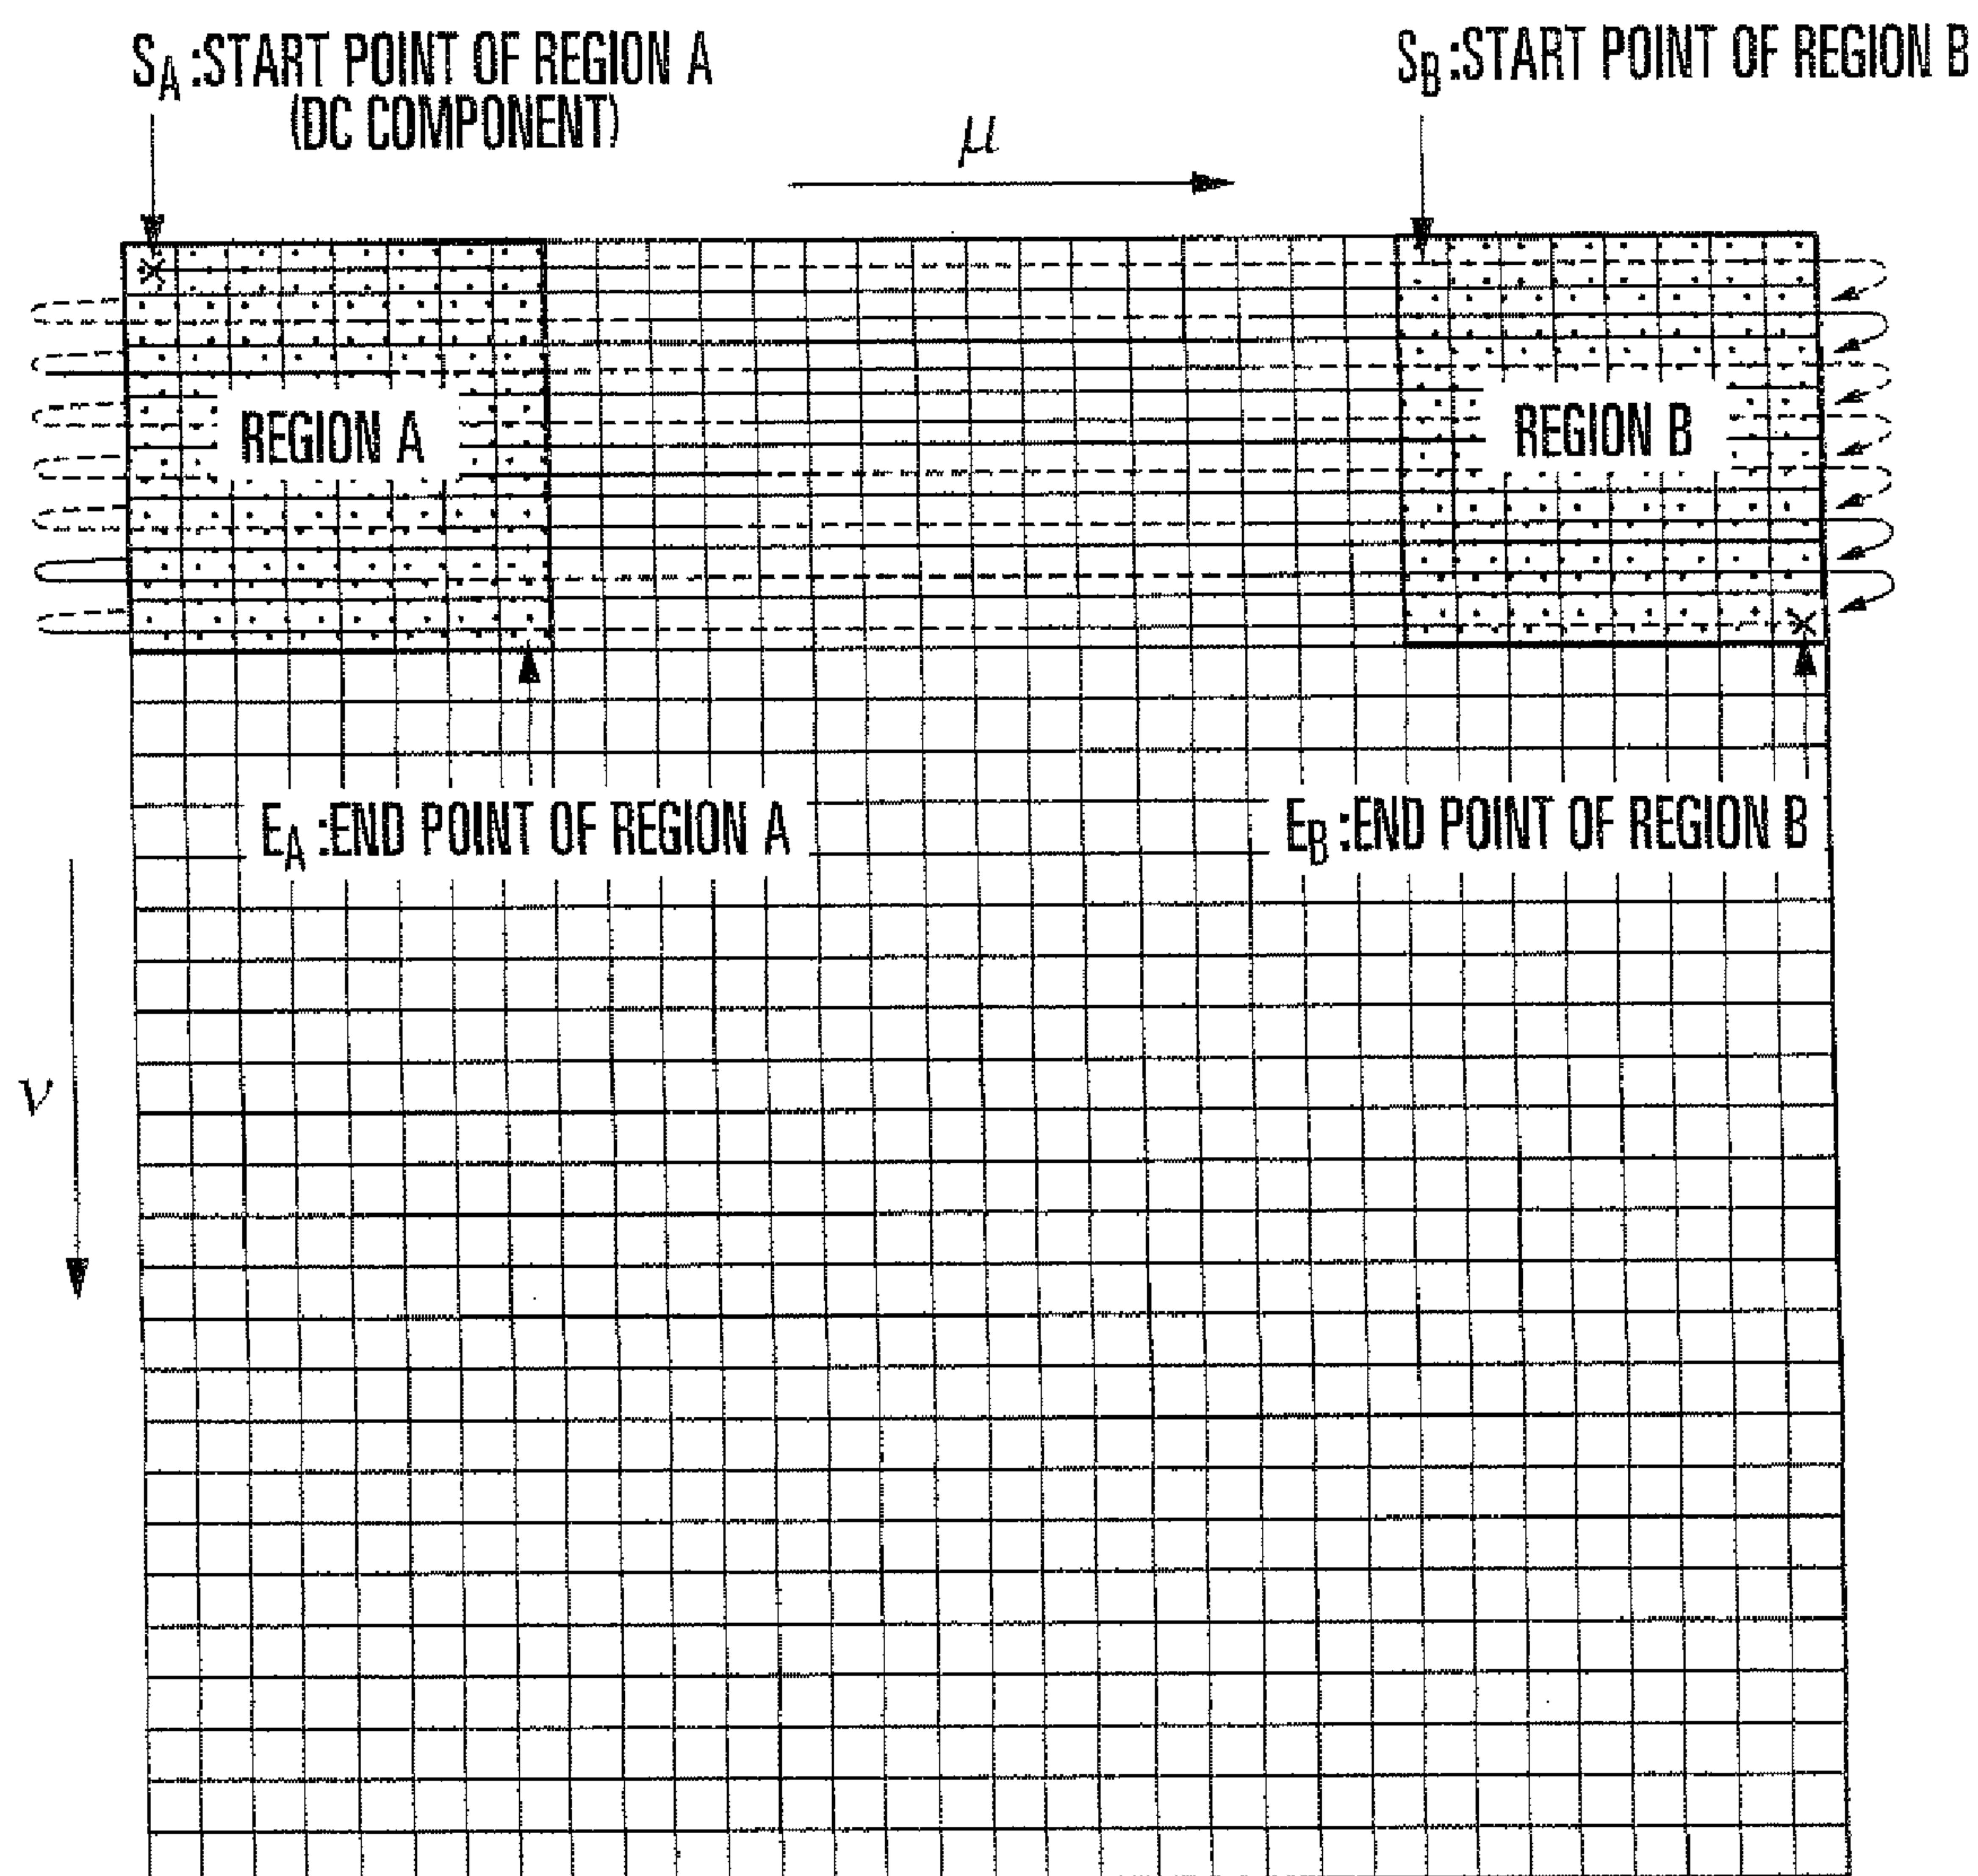 SA :START POINT OF REGION A
(DC COMPONENT)
SB :START POINT OF REGION B
μ
REGION A
REGION B
EA :END POINT OF REGION A
EB :END POINT OF REGION B
ν